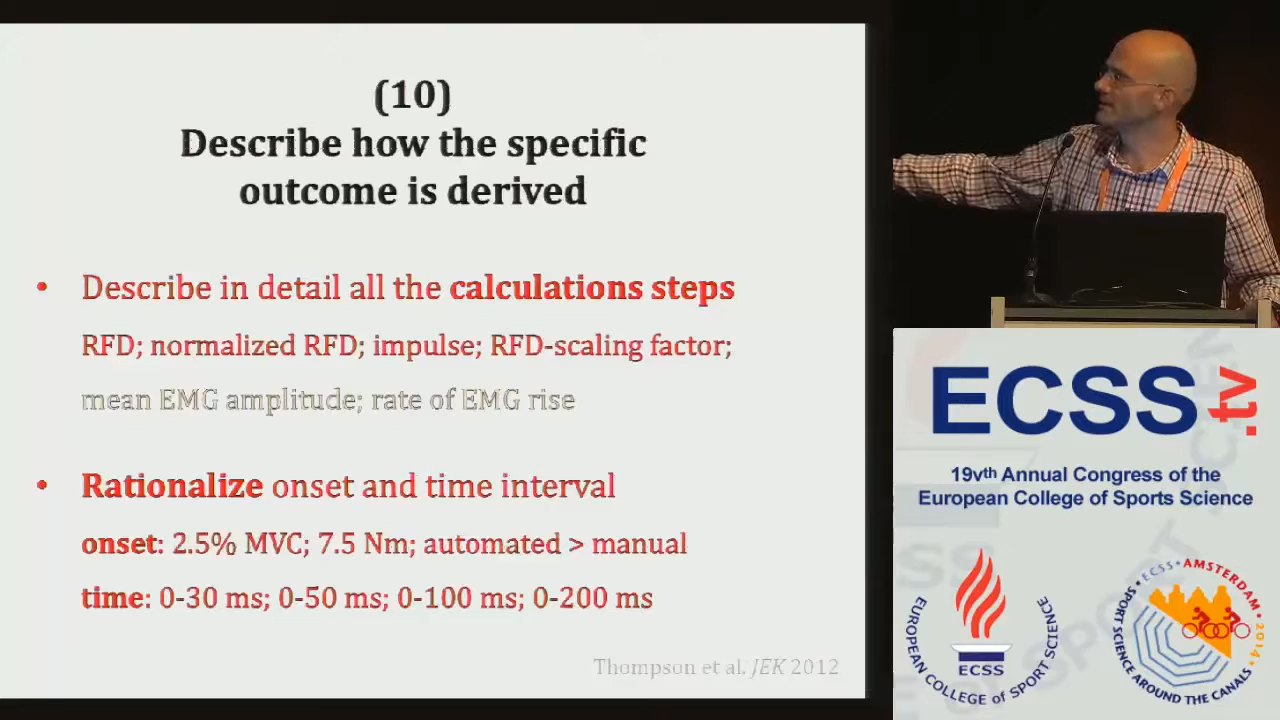 (10)
Describe how the specific
outcome is derived
• Describe in detail all the calculations steps
RFD; normalized RFD; impulse; RFD-scaling factor;
mean EMG amplitude; rate of EMG rise
• Rationalize onset and time interval
onset: 2.5% MVC; 7.5 Nm; automated > manual
time: 0-30 ms; 0-50 ms; 0-100 ms; 0-200 ms
Thompson et al. JEK 2012
ECSS.tv
19vth Annual Congress of the
European College of Sports Science
EUROPEAN COLLEGE OF SPORT SCIENCE
ECSS
ECSS • AMSTERDAM 2014 •
SPORT SCIENCE AROUND THE CANALS